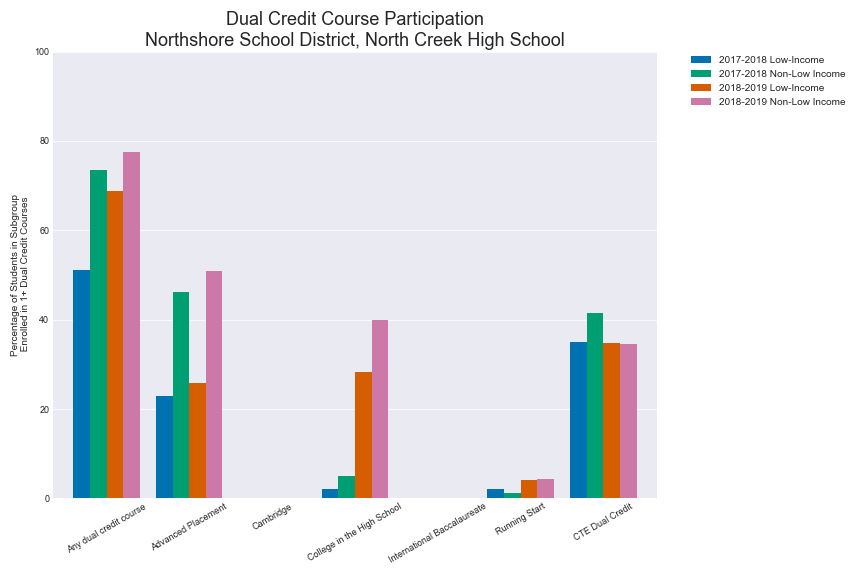 Dual Credit Course Participation
Northshore School District, North Creek High School
2017-2018 Low-Income
2017-2018 Non-Low Income
2018-2019 Low-Income
2018-2019 Non-Low Income
Percentage of Students in Subgroup
Enrolled in 1+ Dual Credit Courses
100
80
60
40
20
0
Any dual credit course
Advanced Placement
Cambridge
College in the High School
International Baccalaureate
Running Start
CTE Dual Credit